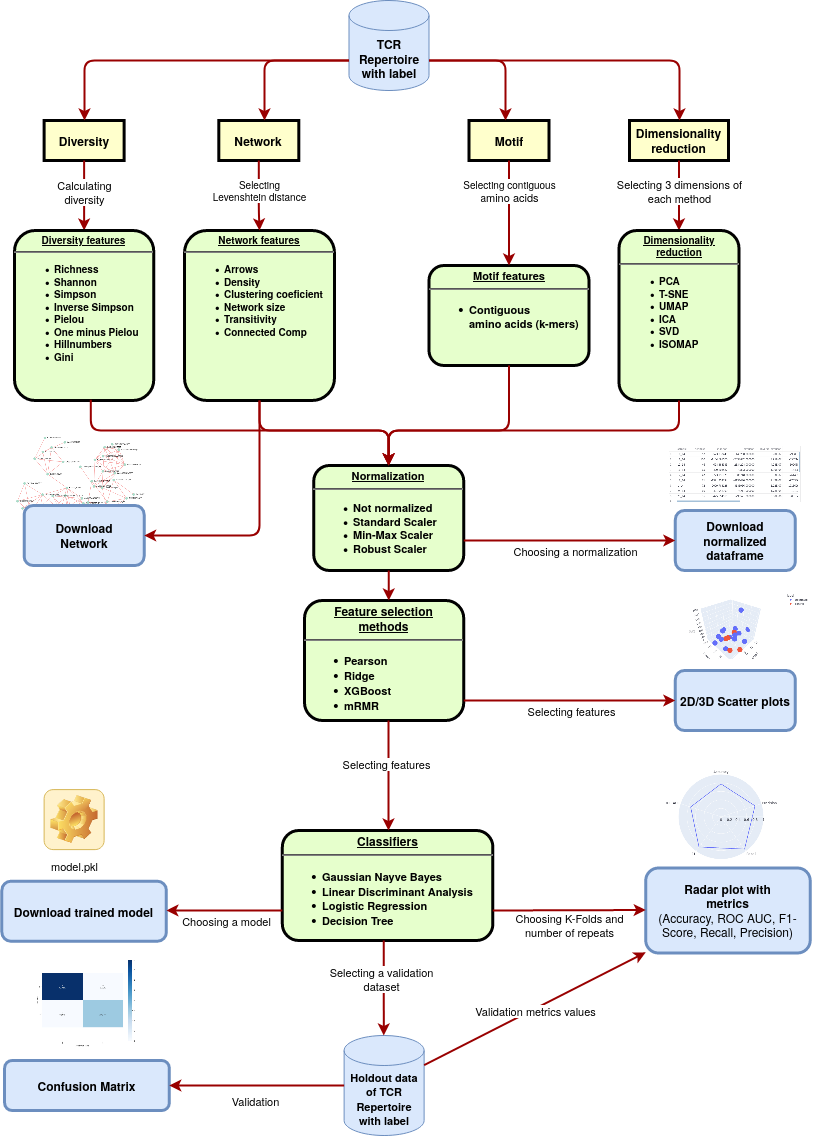 TCR
Repertoire
with label
Diversity
Network
Motif
Dimensionality
reduction
Calculating
diversity
Selecting
Levenshtein distance
Selecting contiguous
amino acids
Selecting 3 dimensions of
each method
Diversity features
Richness
Shannon
Simpson
Inverse Simpson
Pielou
One minus Pielou
Hillnumbers
Gini
Network features
Arrows
Density
Clustering coeficient
Network size
Transitivity
Connected Comp
Motif features
Contiguous
amino acids (k-mers)
Dimensionality
reduction
PCA
T-SNE
UMAP
ICA
SVD
ISOMAP
Download
Network
Normalization
Not normalized
Standard Scaler
Min-Max Scaler
Robust Scaler
Choosing a normalization
Download
normalized
dataframe
Feature selection
methods
Pearson
Ridge
XGBoost
mRMR
Selecting features
2D/3D Scatter plots
Selecting features
model.pkl
Download trained model
Choosing a model
Classifiers
Gaussian Nayve Bayes
Linear Discriminant Analysis
Logistic Regression
Decision Tree
Choosing K-Folds and
number of repeats
Radar plot with
metrics
(Accuracy, ROC AUC, F1-
Score, Recall, Precision)
Selecting a validation
dataset
Validation metrics values
Holdout data
of TCR
Repertoire
with label
Validation
Confusion Matrix